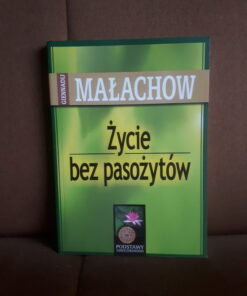 GIENNADIJ
MAŁACHOW
Życie
bez pasożytów
PODSTAWY